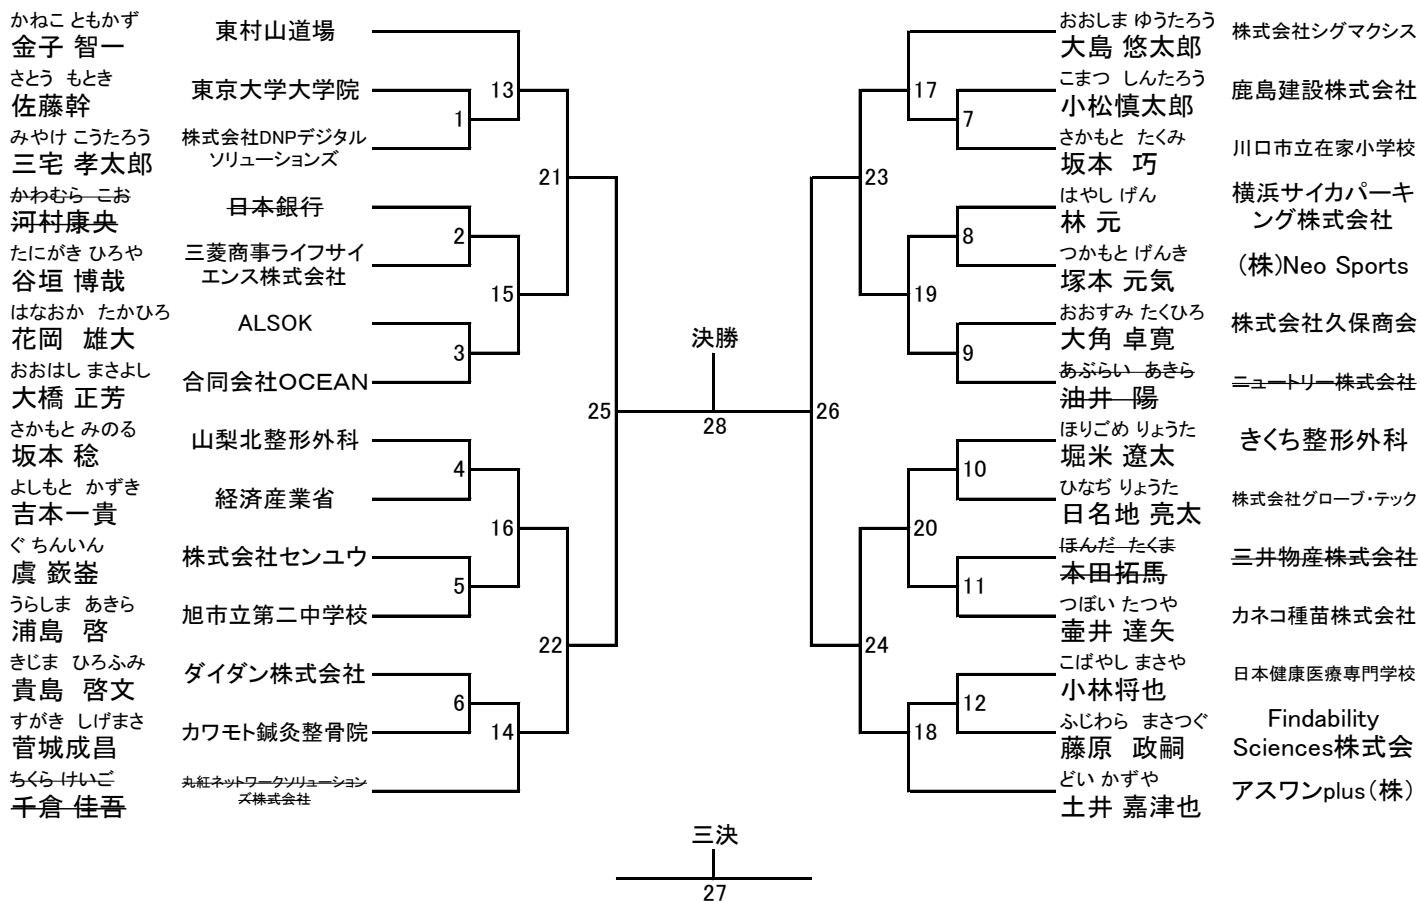 かねこ ともかず
金子 智一
東村山道場
さとう もとき
佐藤幹
東京大学大学院
みやけ こうたろう
三宅 孝太郎
株式会社DNPデジタル
ソリューションズ
かわむら こお
河村康央
日本銀行
たにがき ひろや
谷垣 博哉
三菱商事ライフサイ
エンス株式会社
はなおか たかひろ
花岡 雄大
ALSOK
おおはし まさよし
大橋 正芳
合同会社OCEAN
さかもと みのる
坂本 稔
山梨北整形外科
よしもと かずき
吉本一貴
経済産業省
ぐ ちんいん
虞 嶔崟
株式会社センユウ
うらしま あきら
浦島 啓
旭市立第二中学校
きじま ひろふみ
貴島 啓文
ダイダン株式会社
すがき しげまさ
菅城成昌
カワモト鍼灸整骨院
ちくら けいご
千倉 佳吾
丸紅ネットワークソリューション
ズ株式会社
13
1
21
2
15
3
25
4
16
5
22
6
14
決勝
28
三決
27
17
7
23
8
19
9
26
10
20
11
24
12
18
おおしま ゆうたろう
大島 悠太郎
株式会社シグマクシス
こまつ しんたろう
小松慎太郎
鹿島建設株式会社
さかもと たくみ
坂本 巧
川口市立在家小学校
はやし げん
林 元
横浜サイカパーキ
ング株式会社
つかもと げんき
塚本 元気
(株)Neo Sports
おおすみ たくひろ
大角 卓寛
株式会社久保商会
あぶらい あきら
油井 陽
ニュートリー株式会社
ほりごめ りょうた
堀米 遼太
きくち整形外科
ひなぢ りょうた
日名地 亮太
株式会社グローブ・テック
ほんだ たくま
本田拓馬
三井物産株式会社
つぼい たつや
壷井 達矢
カネコ種苗株式会社
こばやし まさや
小林将也
日本健康医療専門学校
ふじわら まさつぐ
藤原 政嗣
Findability
Sciences株式会
どい かずや
土井 嘉津也
アスワンplus(株)